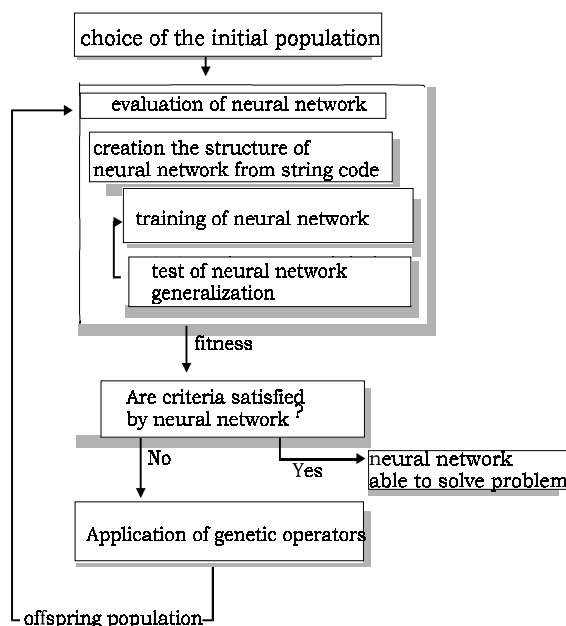 choice of the initial population
evaluation of neural network
creation the structure of
neural network from string code
training of neural network
test of neural network
generalization
fitness
Are criteria satisfied
by neural network ?
No
Yes
neural network
able to solve problem
Application of genetic operators
offspring population